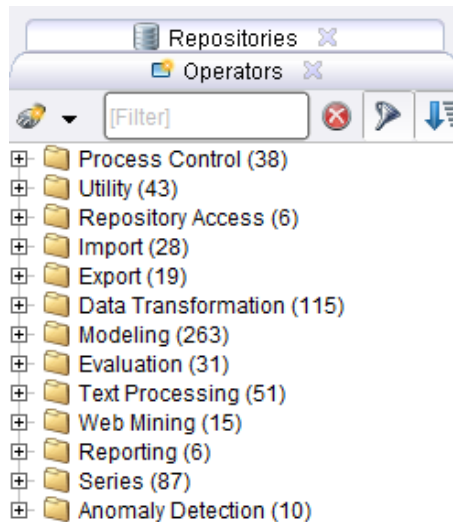 Repositories
Operators
[Filter]
Process Control (38)
Utility (43)
Repository Access (6)
Import (28)
Export (19)
Data Transformation (115)
Modeling (263)
Evaluation (31)
Text Processing (51)
Web Mining (15)
Reporting (6)
Series (87)
Anomaly Detection (10)